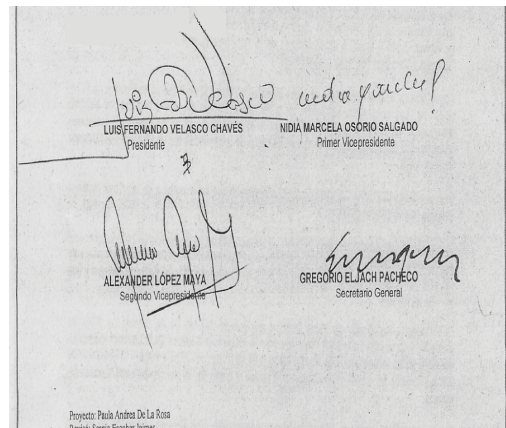 LUIS FERNANDO VELASCO CHAVÉS
Presidente
NIDIA MARCELA OSORIO SALGADO
Primer Vicepresidente
ALEXANDER LÓPEZ MAYA
Segundo Vicepresidente
GREGORIO ELJACH PACHECO
Secretario General
Proyecto: Paula Andrea De La Rosa